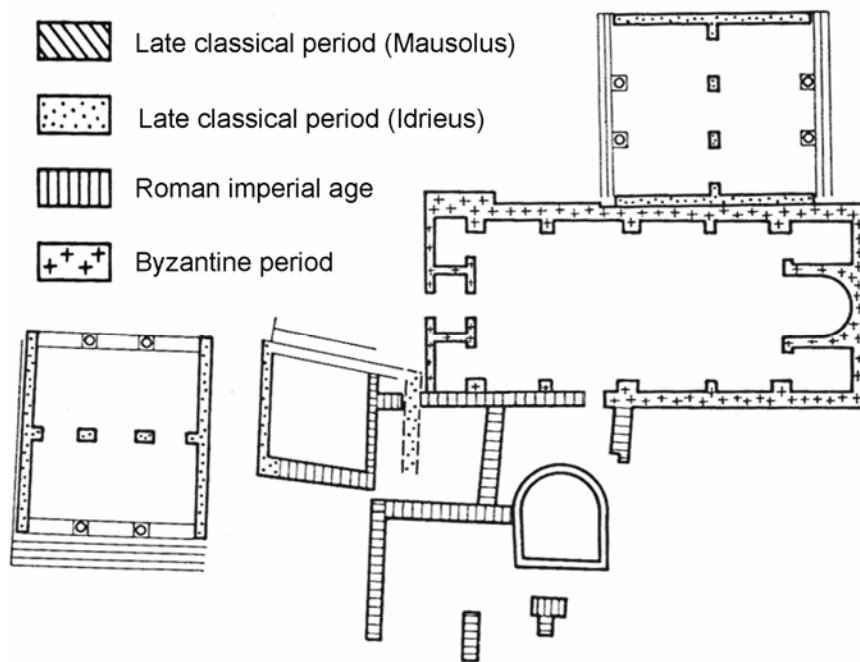 Late classical period (Mausolus)
Late classical period (Idrieus)
Roman imperial age
Byzantine period